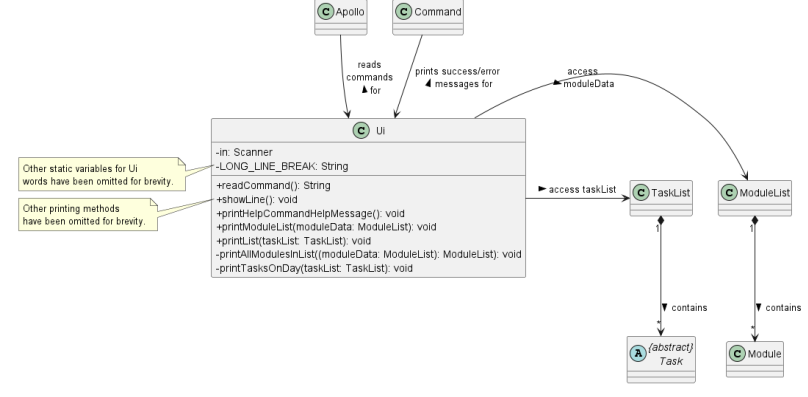 C Apollo
C Command
reads
commands
for
prints success/error
messages for
access
moduleData
C Ui
-in: Scanner
-LONG_LINE_BREAK: String
+readCommand(): String
+showLine(): void
+printHelpCommandHelpMessage(): void
+printModuleList(moduleData: ModuleList): void
+printList(taskList: TaskList): void
-printAllModulesInList((moduleData: ModuleList): ModuleList): void
-printTasksOnDay(taskList: TaskList): void
Other static variables for Ui
words have been omitted for brevity.
Other printing methods
have been omitted for brevity.
access taskList
C TaskList
C ModuleList
1
1
contains
contains
*
*
A {abstract}
Task
C Module